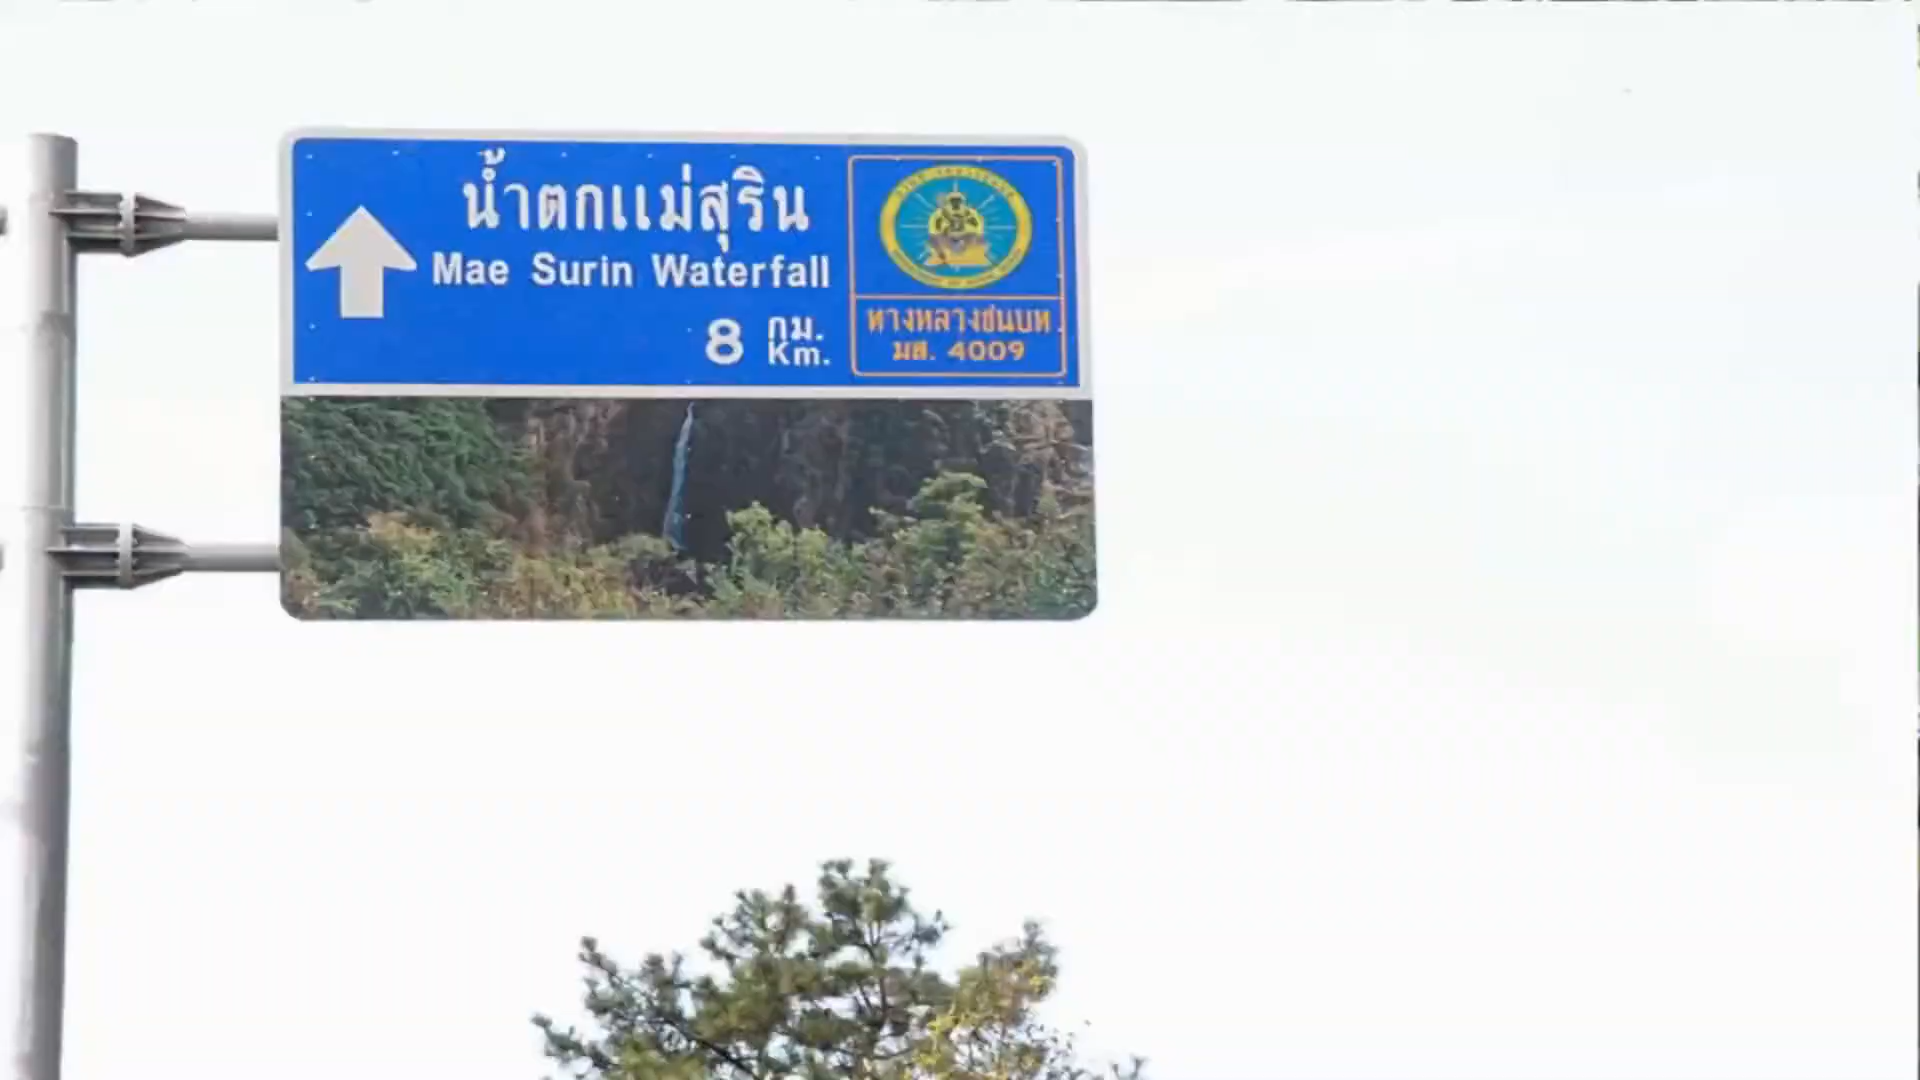 น้ำตกแม่สุริน
Mae Surin Waterfall
8 กม.
Km.
ทางหลวงชนบท
มส. 4009